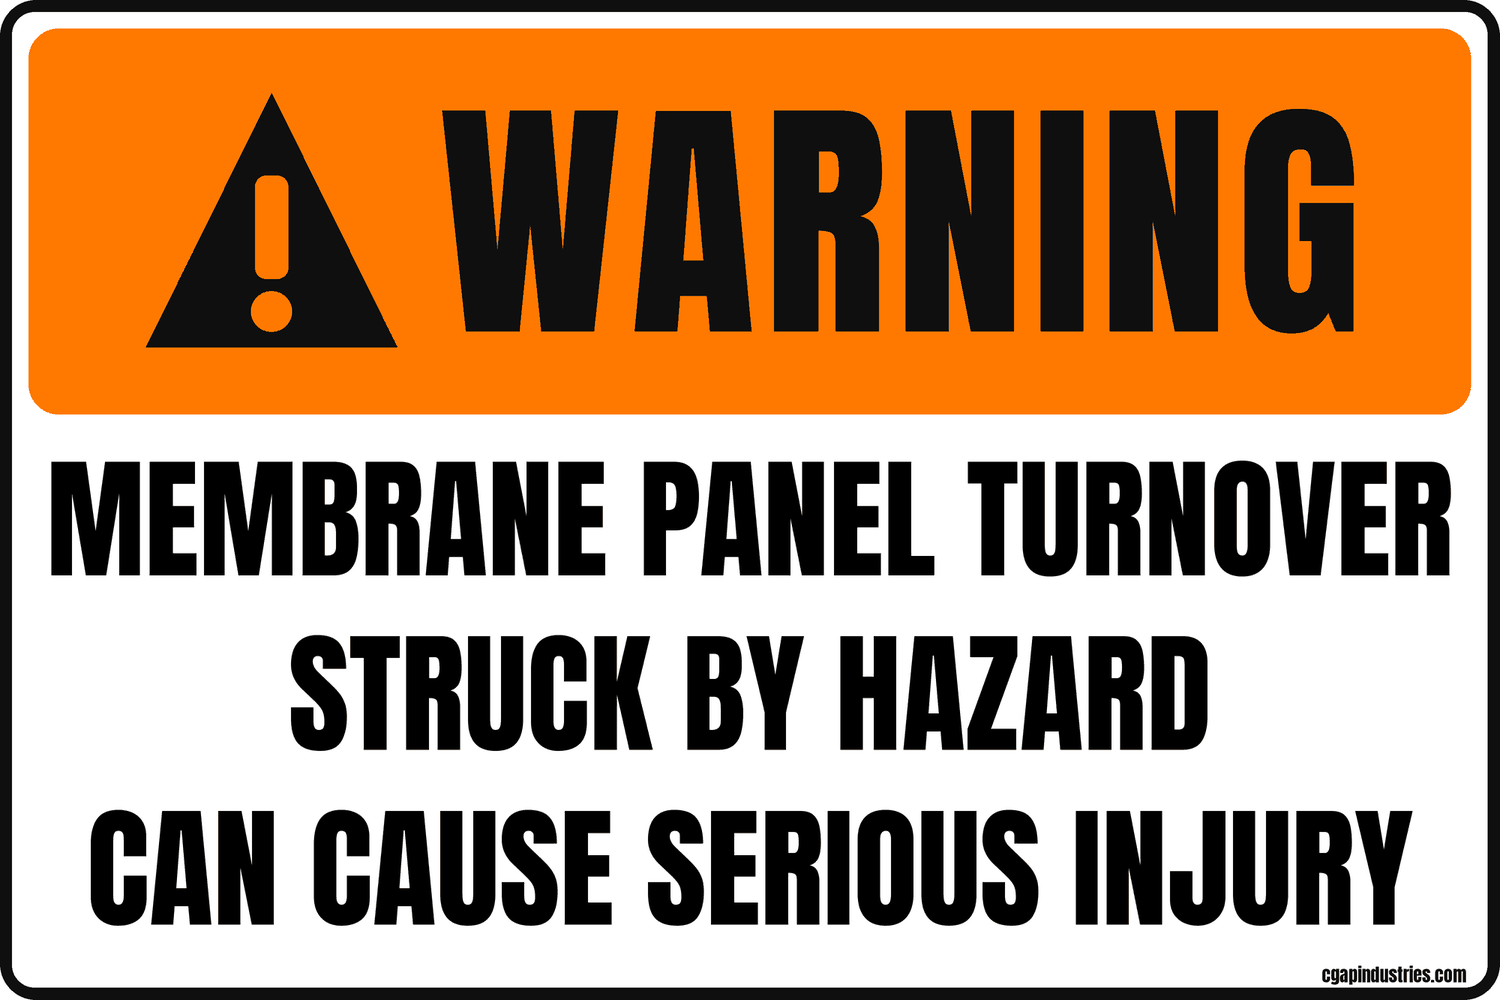 WARNING
MEMBRANE PANEL TURNOVER
STRUCK BY HAZARD
CAN CAUSE SERIOUS INJURY
cgapindustries.com